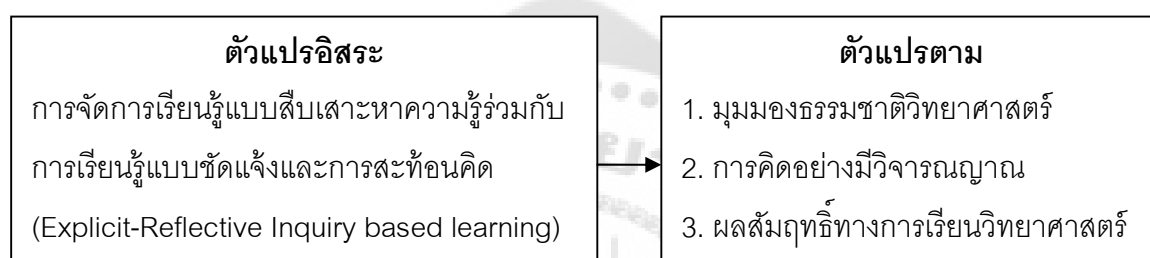 ตัวแปรอิสระ
การจัดการเรียนรู้แบบสืบเสาะหาความรู้ร่วมกับ
การเรียนรู้แบบชัดแจ้งและการสะท้อนคิด
(Explicit-Reflective Inquiry based learning)
ตัวแปรตาม
1. มุมมองธรรมชาติวิทยาศาสตร์
2. การคิดอย่างมีวิจารณญาณ
3. ผลสัมฤทธิ์ทางการเรียนวิทยาศาสตร์